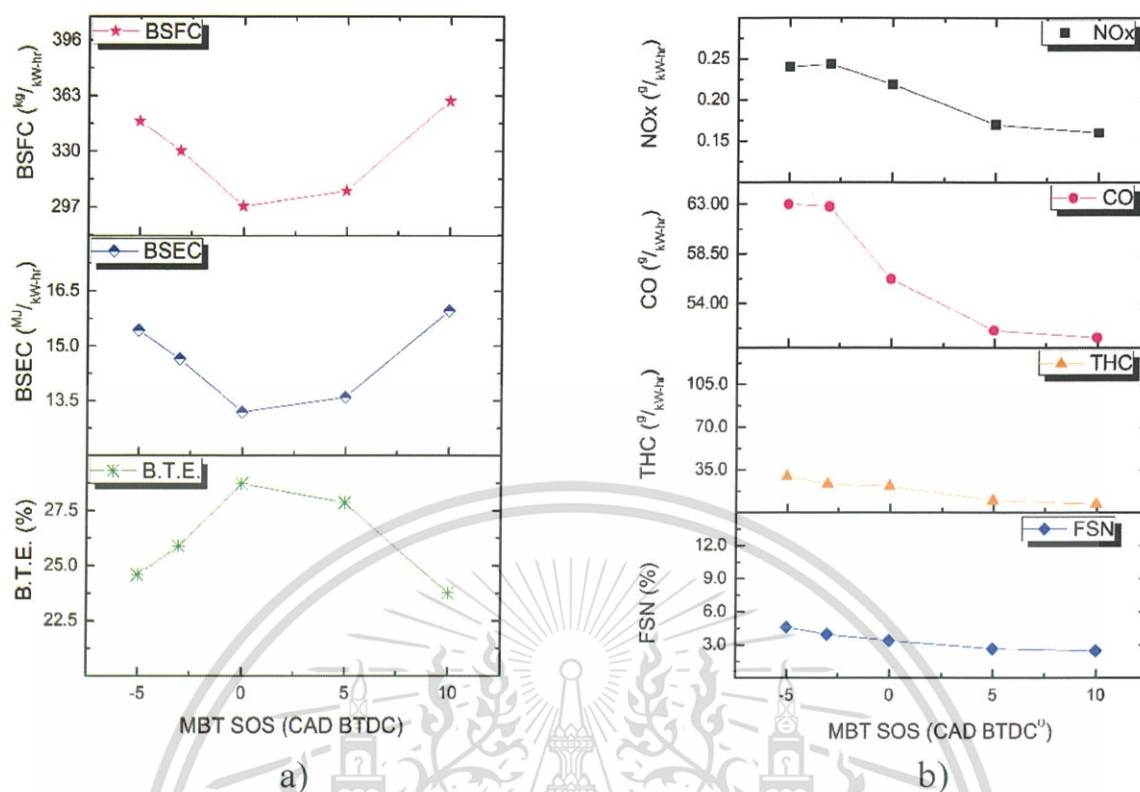 BSFC
396
363
330
297
BSFC (kg/kW-hr)
BSEC
16.5
15.0
13.5
BSEC (MJ/kW-hr)
B.T.E.
27.5
25.0
22.5
B.T.E. (%)
-5 0 5 10
MBT SOS (CAD BTDC)
a)
NOx
0.25
0.20
0.15
NOx (g/kW-hr)
CO
63.00
58.50
54.00
CO (g/kW-hr)
THC
105.0
70.0
35.0
THC (g/kW-hr)
FSN
12.0
9.0
6.0
3.0
FSN (%)
-5 0 5 10
MBT SOS (CAD BTDC⁰)
b)